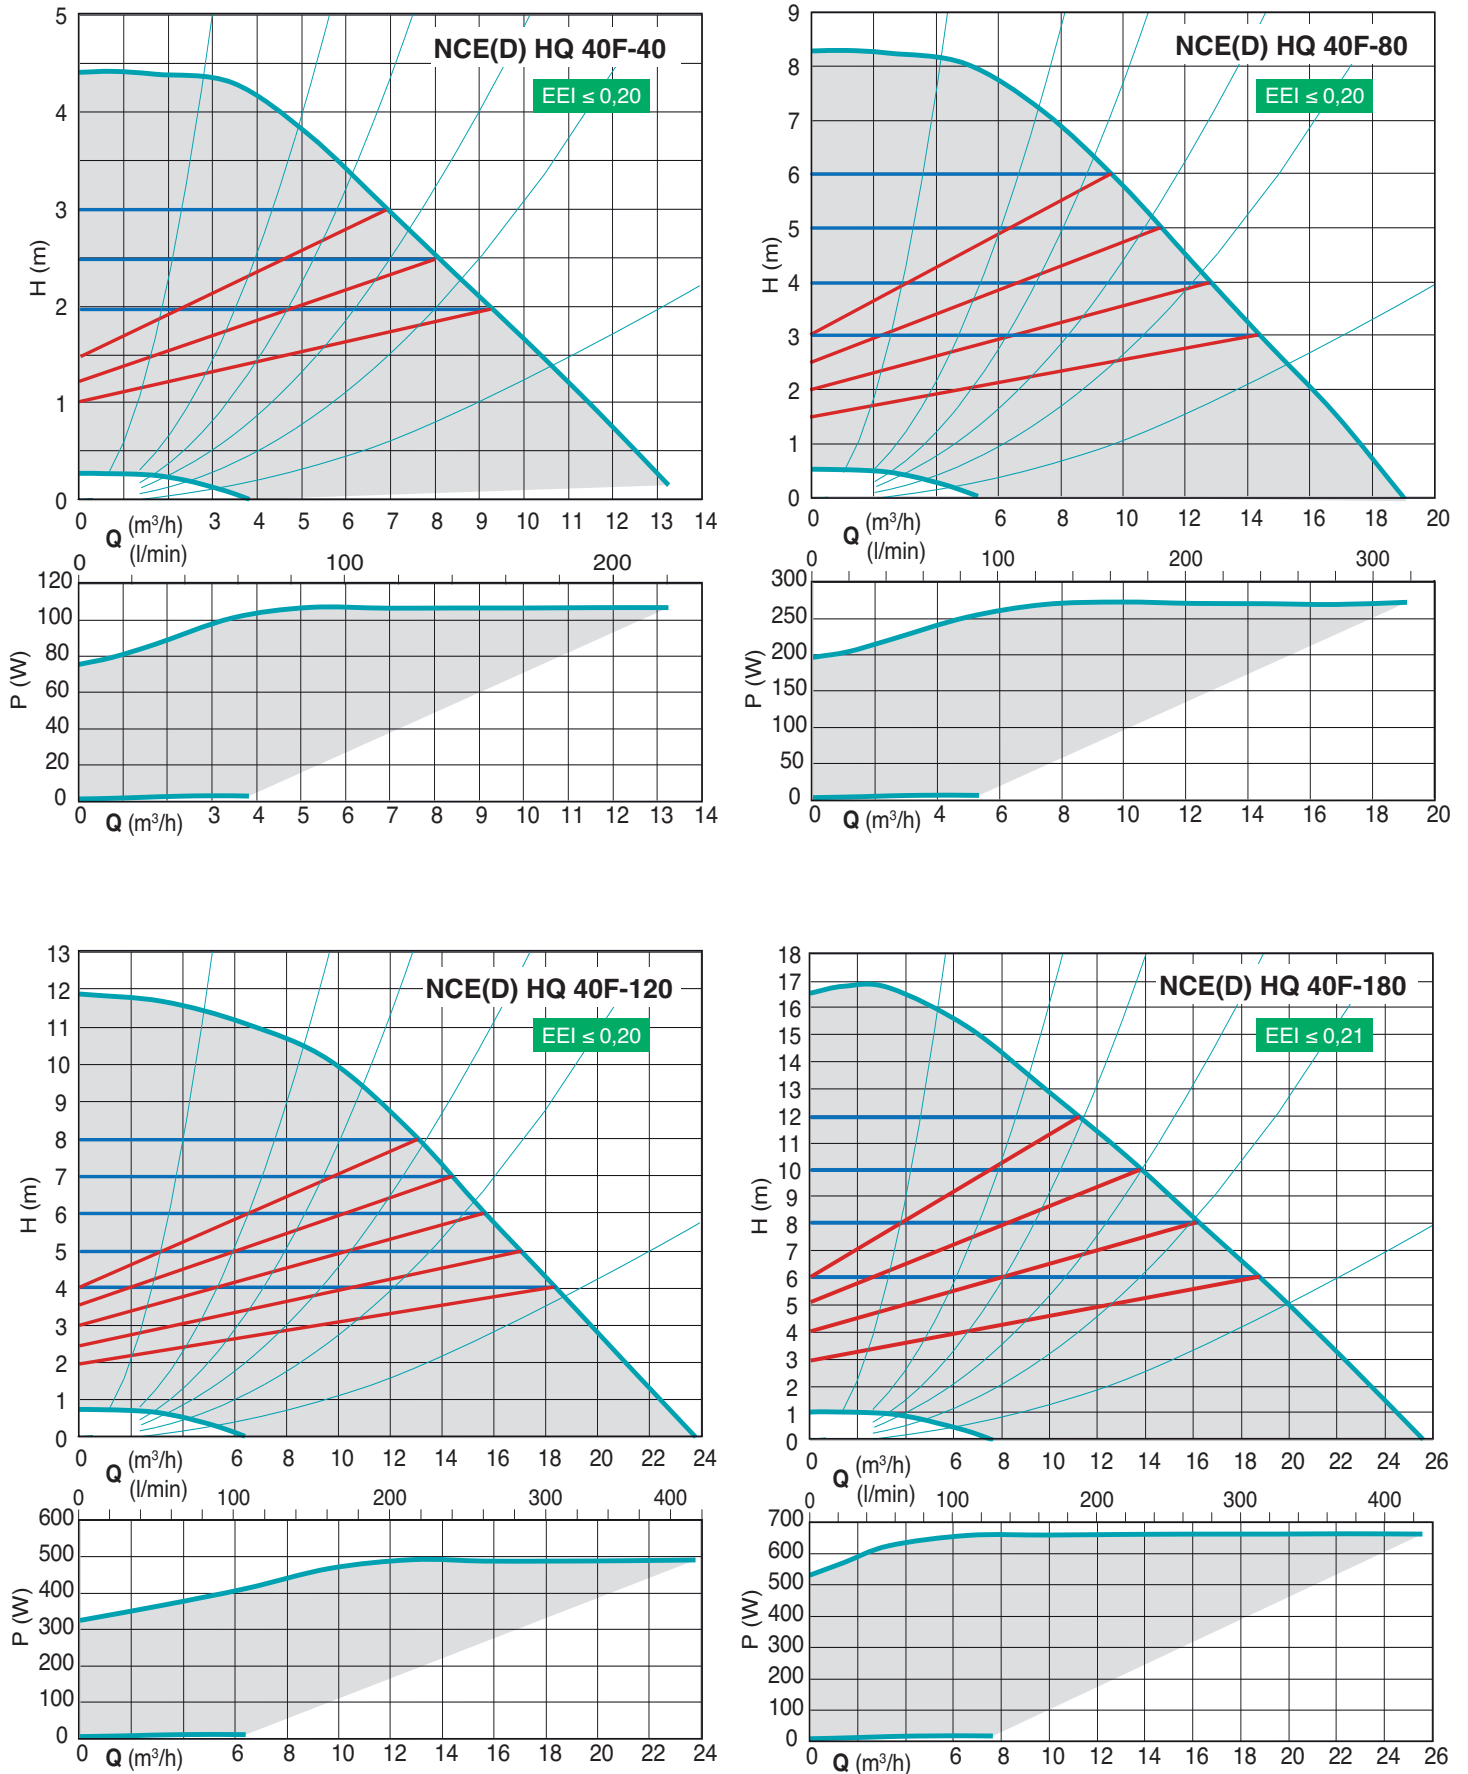 NCE(D) HQ 40F-40
EEI ≤ 0,20
H (m)
5
4
3
2
1
0
0 3 4 5 6 7 8 9 10 11 12 13 14
Q (m³/h)
(l/min)
0 100 200
P (W)
120
100
80
60
40
20
0
0 3 4 5 6 7 8 9 10 11 12 13 14
Q (m³/h)
NCE(D) HQ 40F-80
EEI ≤ 0,20
H (m)
9
8
7
6
5
4
3
2
1
0
0 6 8 10 12 14 16 18 20
Q (m³/h)
(l/min)
0 100 200 300
P (W)
300
250
200
150
100
50
0
0 4 6 8 10 12 14 16 18 20
Q (m³/h)
NCE(D) HQ 40F-120
EEI ≤ 0,20
H (m)
13
12
11
10
9
8
7
6
5
4
3
2
1
0
0 6 8 10 12 14 16 18 20 22 24
Q (m³/h)
(l/min)
0 100 200 300 400
P (W)
600
500
400
300
200
100
0
0 6 8 10 12 14 16 18 20 22 24
Q (m³/h)
NCE(D) HQ 40F-180
EEI ≤ 0,21
H (m)
18
17
16
15
14
13
12
11
10
9
8
7
6
5
4
3
2
1
0
0 6 8 10 12 14 16 18 20 22 24 26
Q (m³/h)
(l/min)
0 100 200 300 400
P (W)
700
600
500
400
300
200
100
0
0 6 8 10 12 14 16 18 20 22 24 26
Q (m³/h)